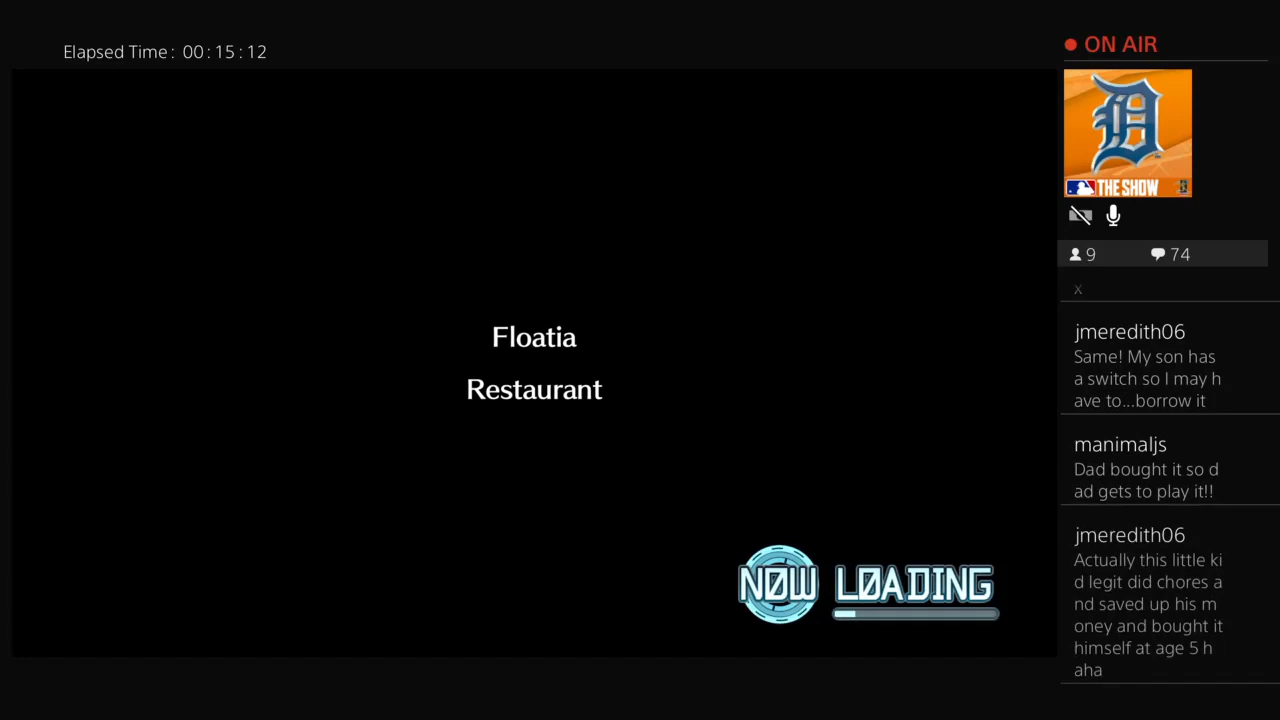 Elapsed Time: 00:15:12
ON AIR
D
THE SHOW
9 74
x
jmeredith06
Same! My son has
a switch so I may h
ave to...borrow it
manimaljs
Dad bought it so d
ad gets to play it!!
jmeredith06
Actually this little ki
d legit did chores a
nd saved up his m
oney and bought it
himself at age 5 h
aha
Floatia
Restaurant
NOW LOADING